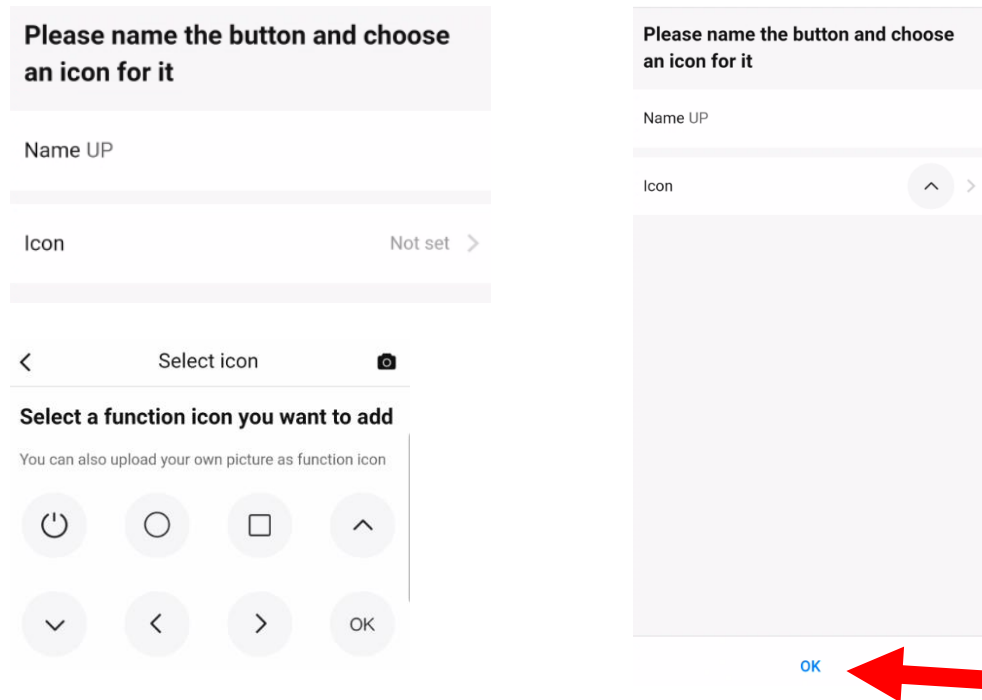 Please name the button and choose
an icon for it
Name UP
Icon Not set
Select icon
Select a function icon you want to add
You can also upload your own picture as function icon
OK
Please name the button and choose
an icon for it
Name UP
Icon
OK